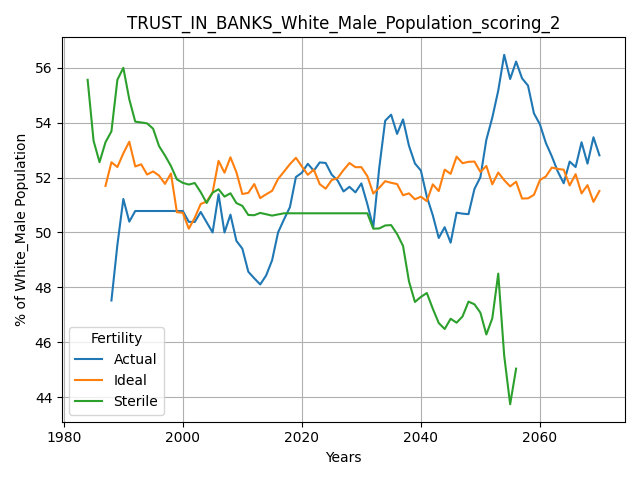 TRUST_IN_BANKS_White_Male_Population_scoring_2
% of White_Male Population
56
54
52
50
48
46
44
Fertility
Actual
Ideal
Sterile
1980
2000
2020
2040
2060
Years